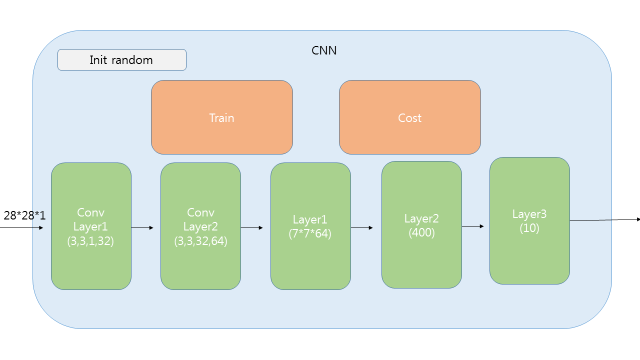 CNN
Init random
Train
Cost
28*28*1
Conv
Layer1
(3,3,1,32)
Conv
Layer2
(3,3,32,64)
Layer1
(7*7*64)
Layer2
(400)
Layer3
(10)